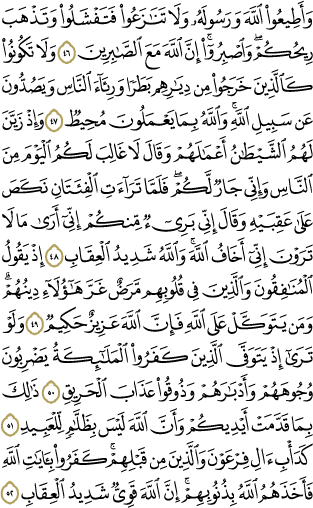 وَأَطِيعُوا۟ ٱللَّهَ وَرَسُولَهُۥ وَلَا تَنَـٰزَعُوا۟ فَتَفْشَلُوا۟ وَتَذْهَبَ
رِيحُكُمْ ۖ وَٱصْبِرُوٓا۟ ۚ إِنَّ ٱللَّهَ مَعَ ٱلصَّـٰبِرِينَ ٤٦ وَلَا تَكُونُوا۟
كَٱلَّذِينَ خَرَجُوا۟ مِن دِيَـٰرِهِم بَطَرًا وَرِئَآءَ ٱلنَّاسِ وَيَصُدُّونَ
عَن سَبِيلِ ٱللَّهِ ۚ وَٱللَّهُ بِمَا يَعْمَلُونَ مُحِيطٌ ٤٧ وَإِذْ زَيَّنَ
لَهُمُ ٱلشَّيْطَـٰنُ أَعْمَـٰلَهُمْ وَقَالَ لَا غَالِبَ لَكُمُ ٱلْيَوْمَ مِنَ
ٱلنَّاسِ وَإِنِّى جَارٌ لَّكُمْ ۖ فَلَمَّا تَرَآءَتِ ٱلْفِئَتَانِ نَكَصَ
عَلَىٰ عَقِبَيْهِ وَقَالَ إِنِّى بَرِىٓءٌ مِّنكُمْ إِنِّىٓ أَرَىٰ مَا لَا
تَرَوْنَ إِنِّىٓ أَخَافُ ٱللَّهَ ۚ وَٱللَّهُ شَدِيدُ ٱلْعِقَابِ ٤٨ إِذْ يَقُولُ
ٱلْمُنَـٰفِقُونَ وَٱلَّذِينَ فِى قُلُوبِهِم مَّرَضٌ غَرَّ هَـٰٓؤُلَآءِ دِينُهُمْ ۗ
وَمَن يَتَوَكَّلْ عَلَى ٱللَّهِ فَإِنَّ ٱللَّهَ عَزِيزٌ حَكِيمٌ ٤٩ وَلَوْ
تَرَىٰٓ إِذْ يَتَوَفَّى ٱلَّذِينَ كَفَرُوا۟ ۙ ٱلْمَلَـٰٓئِكَةُ يَضْرِبُونَ
وُجُوهَهُمْ وَأَدْبَـٰرَهُمْ وَذُوقُوا۟ عَذَابَ ٱلْحَرِيقِ ٥٠ ذَٰلِكَ
بِمَا قَدَّمَتْ أَيْدِيكُمْ وَأَنَّ ٱللَّهَ لَيْسَ بِظَلَّـٰمٍ لِّلْعَبِيدِ ٥١
كَدَأْبِ ءَالِ فِرْعَوْنَ ۙ وَٱلَّذِينَ مِن قَبْلِهِمْ ۚ كَفَرُوا۟ بِـَٔايَـٰتِ ٱللَّهِ
فَأَخَذَهُمُ ٱللَّهُ بِذُنُوبِهِمْ ۗ إِنَّ ٱللَّهَ قَوِىٌّ شَدِيدُ ٱلْعِقَابِ ٥٢